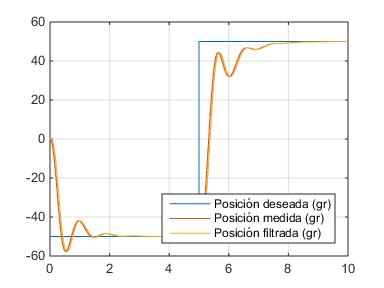 60
40
20
0
-20
-40
-60
0 2 4 6 8 10
Posición deseada (gr)
Posición medida (gr)
Posición filtrada (gr)